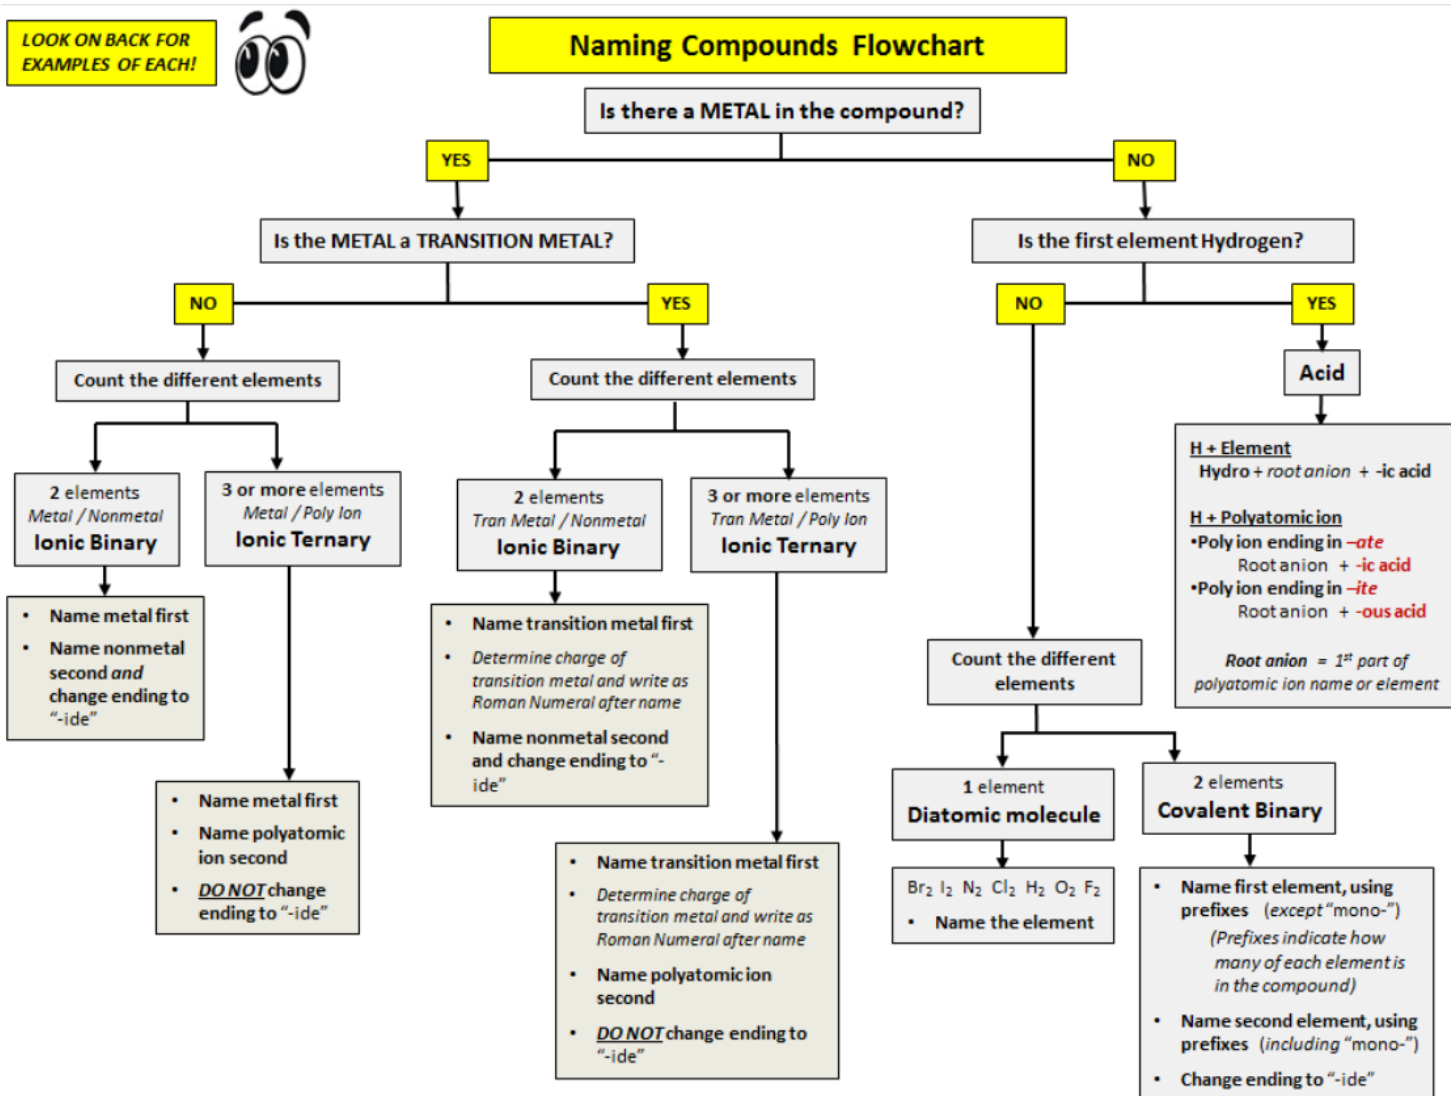 LOOK ON BACK FOR
EXAMPLES OF EACH!
Naming Compounds Flowchart
Is there a METAL in the compound?
YES
NO
Is the METAL a TRANSITION METAL?
Is the first element Hydrogen?
NO
YES
NO
YES
Count the different elements
Count the different elements
Acid
2 elements
Metal / Nonmetal
Ionic Binary
3 or more elements
Metal / Poly Ion
Ionic Ternary
2 elements
Tran Metal / Nonmetal
Ionic Binary
3 or more elements
Tran Metal / Poly Ion
Ionic Ternary
H + Element
Hydro + root anion + -ic acid
H + Polyatomic ion
•Poly ion ending in –ate
Root anion + -ic acid
•Poly ion ending in –ite
Root anion + -ous acid
Root anion = 1st part of
polyatomic ion name or element
• Name metal first
• Name nonmetal
second and
change ending to
"-ide"
• Name metal first
• Name polyatomic
ion second
• DO NOT change
ending to "-ide"
• Name transition metal first
• Determine charge of
transition metal and write as
Roman Numeral after name
• Name nonmetal second
and change ending to "-
ide"
• Name transition metal first
• Determine charge of
transition metal and write as
Roman Numeral after name
• Name polyatomic ion
second
• DO NOT change ending to
"-ide"
Count the different
elements
1 element
Diatomic molecule
2 elements
Covalent Binary
Br₂ I₂ N₂ Cl₂ H₂ O₂ F₂
• Name the element
• Name first element, using
prefixes (except "mono-")
(Prefixes indicate how
many of each element is
in the compound)
• Name second element, using
prefixes (including "mono-")
• Change ending to "-ide"